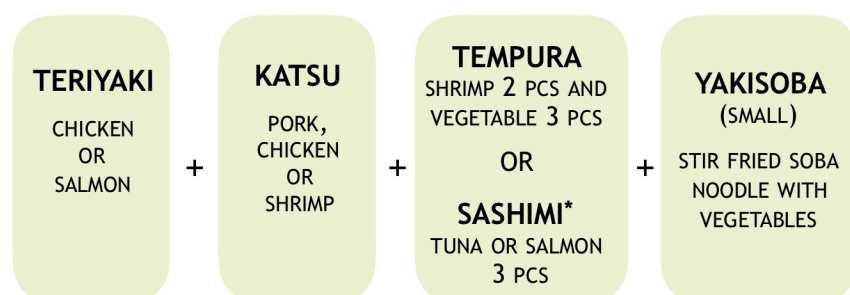 TERIYAKI
CHICKEN
OR
SALMON
+
KATSU
PORK,
CHICKEN
OR
SHRIMP
+
TEMPURA
SHRIMP 2 PCS AND
VEGETABLE 3 PCS
OR
SASHIMI*
TUNA OR SALMON
3 PCS
+
YAKISOBA
(SMALL)
STIR FRIED SOBA
NOODLE WITH
VEGETABLES